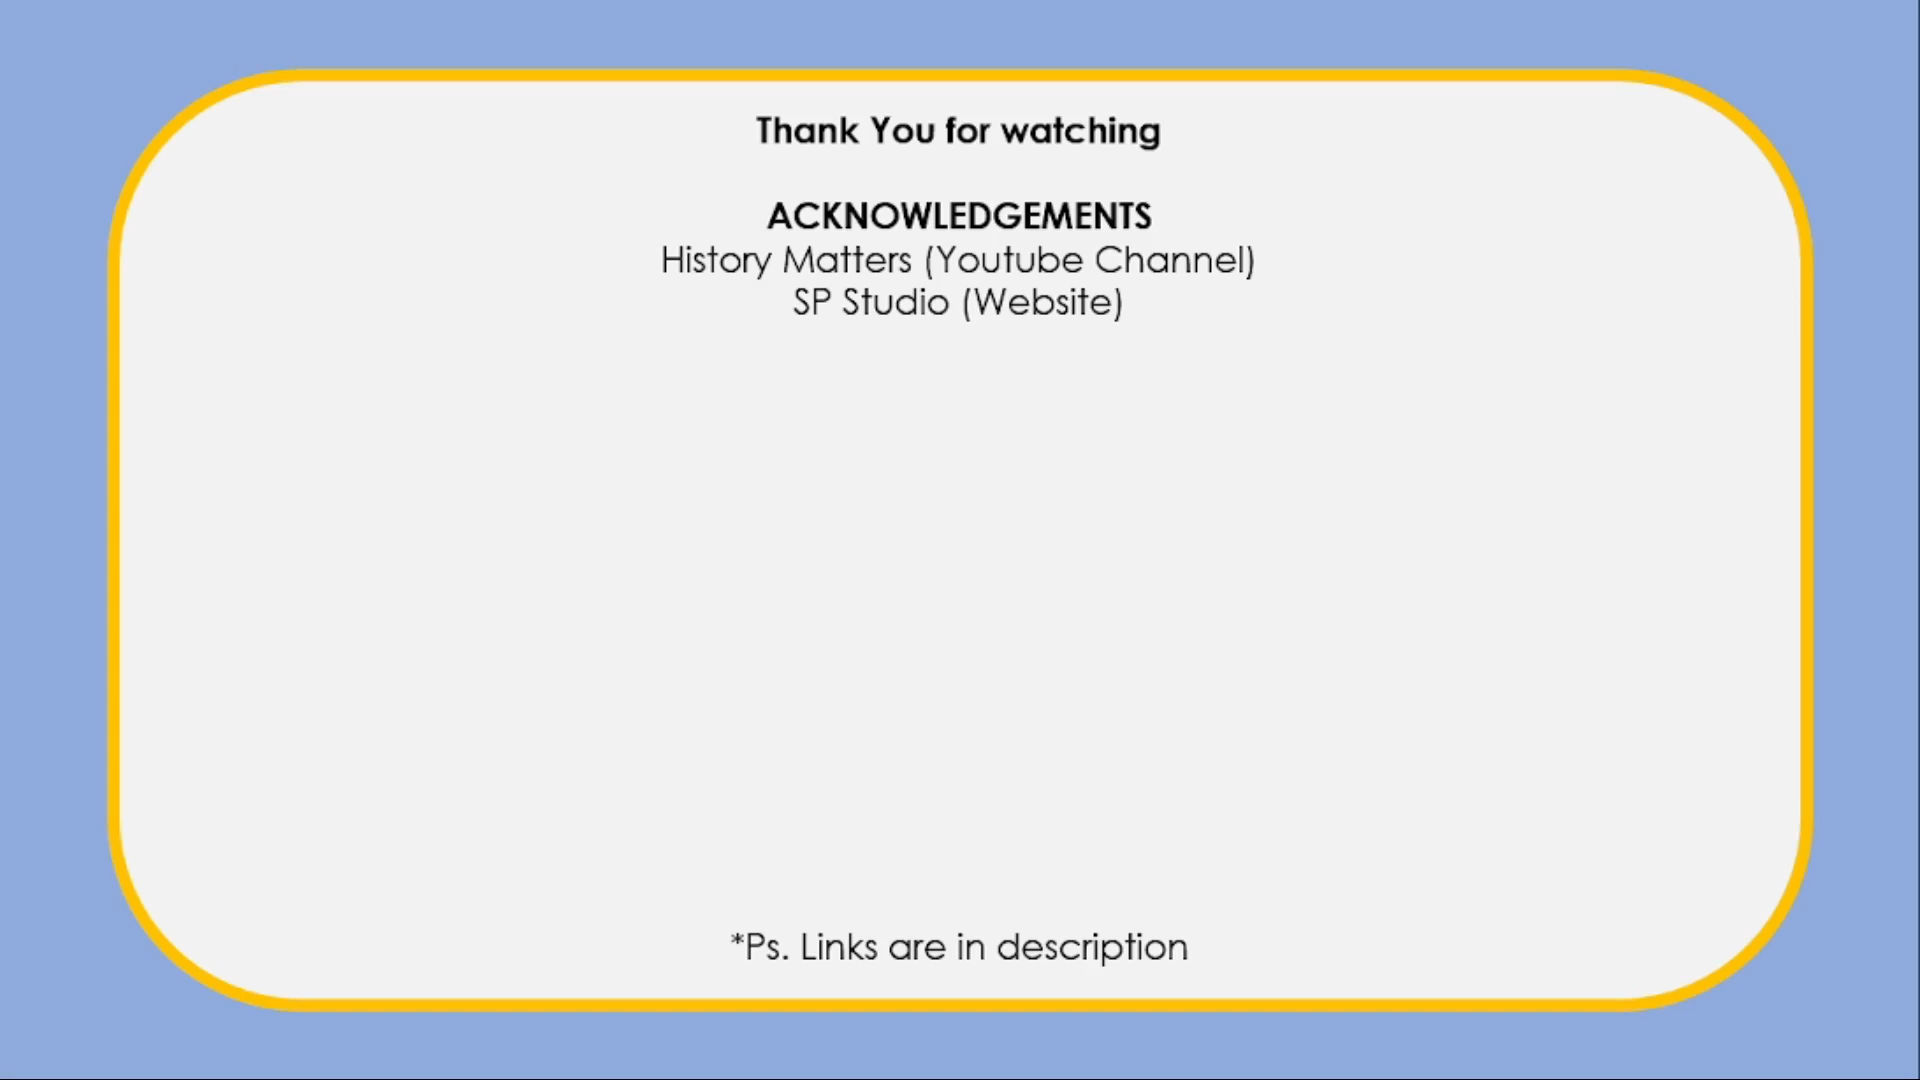 Thank You for watching
ACKNOWLEDGEMENTS
History Matters (Youtube Channel)
SP Studio (Website)
*Ps. Links are in description